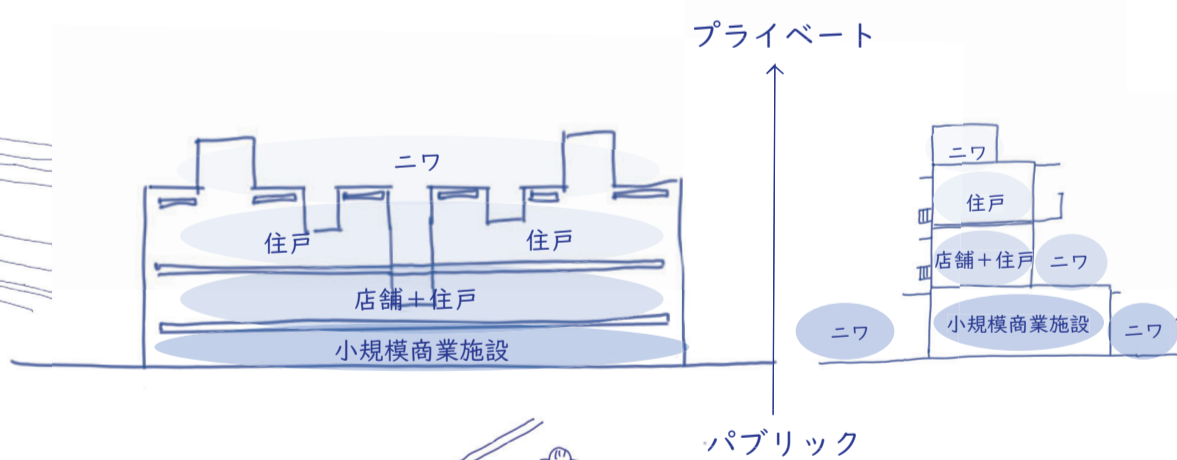 プライベート
ニワ
住戸
住戸
店舗＋住戸
小規模商業施設
パブリック
ニワ
住戸
店舗＋住戸
ニワ
ニワ
小規模商業施設
ニワ